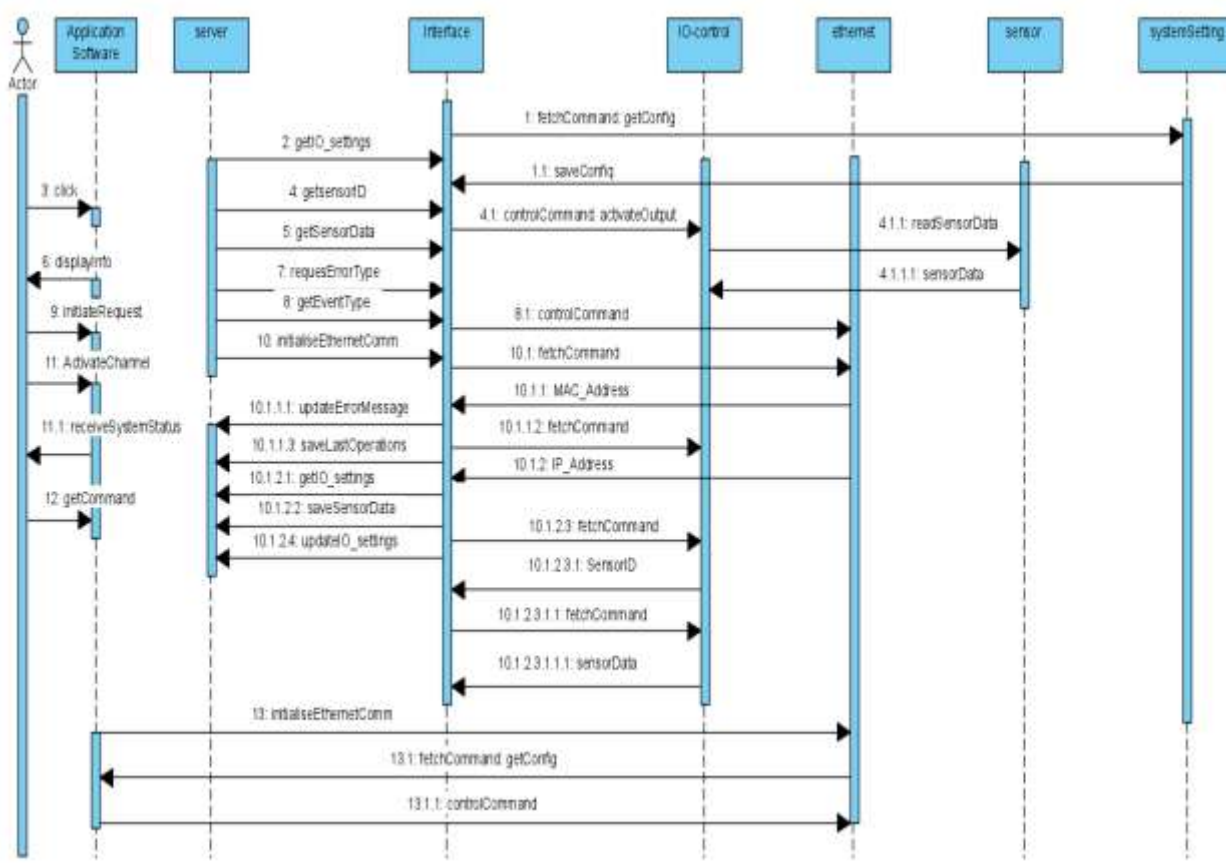 Application
Software
server
Interface
IO-control
ethernet
sensor
systemSetting
Actor
1: fetchCommand: getConfig
2: getIO_settings
1.1: saveConfig
3: click
4: getsensorID
4.1: controlCommand: activateOutput
4.1.1: readSensorData
5: getSensorData
6: displayInfo
7: requesErrorType
4.1.1.1: sensorData
8: getEventType
9: initiateRequest
8.1: controlCommand
10: initialiseEthernetComm
10.1: fetchCommand
11: ActivateChannel
10.1.1: MAC_Address
10.1.1.1: updateErrorMessage
11.1: receiveSystemStatus
10.1.1.2: fetchCommand
10.1.1.3: saveLastOperations
10.1.2: IP_Address
10.1.2.1: getIO_settings
12: getCommand
10.1.2.2: saveSensorData
10.1.2.3: fetchCommand
10.1.2.4: updateIO_settings
10.1.2.3.1: SensorID
10.1.2.3.1.1: fetchCommand
10.1.2.3.1.1.1: sensorData
13: initialiseEthernetComm
13.1: fetchCommand: getConfig
13.1.1: controlCommand